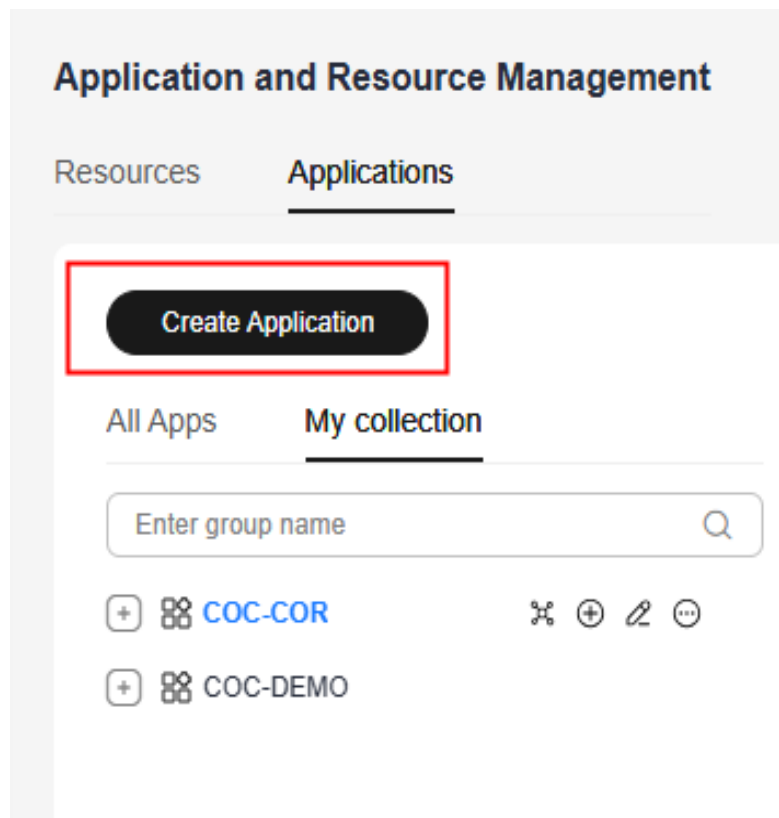 Application and Resource Management
Resources Applications
Create Application
All Apps My collection
Enter group name
COC-COR
COC-DEMO